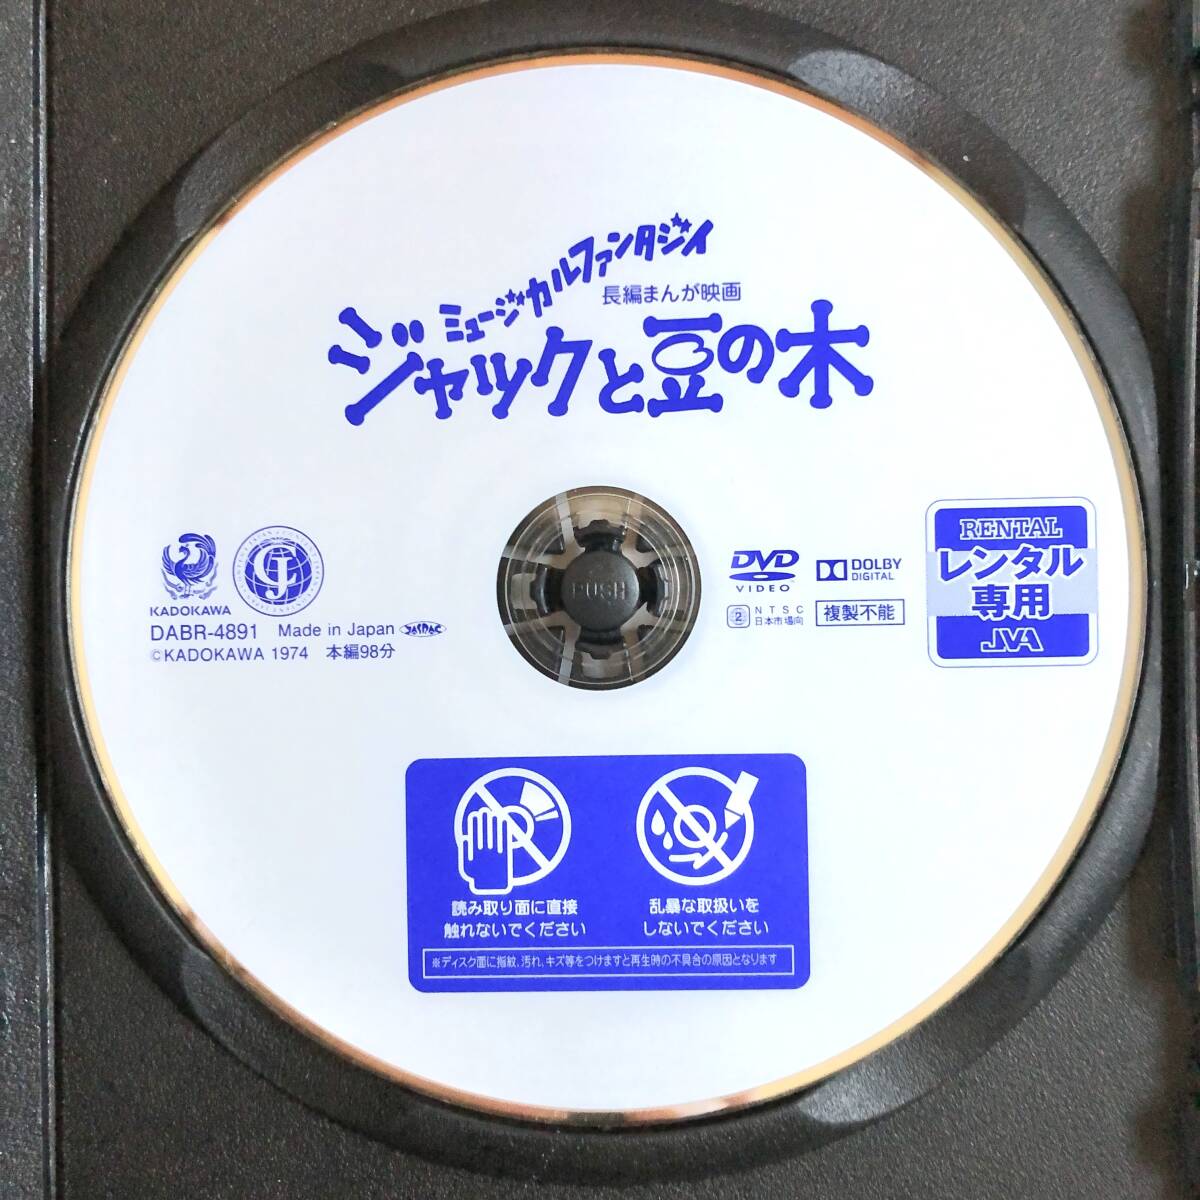 ミュージカルファンタジィ
長編まんが映画
ジャックと豆の木
KADOKAWA
DABR-4891 Made in Japan JASRAC
©KADOKAWA 1974 本編98分
PUSH
DVD
VIDEO
DOLBY
DIGITAL
2 NTSC
日本市場向
複製不能
RENTAL
レンタル
専用
JVA
読み取り面に直接
触れないでください
乱暴な取扱いを
しないでください
※ディスク面に指紋、汚れ、キズ等をつけますと再生時の不具合の原因となります